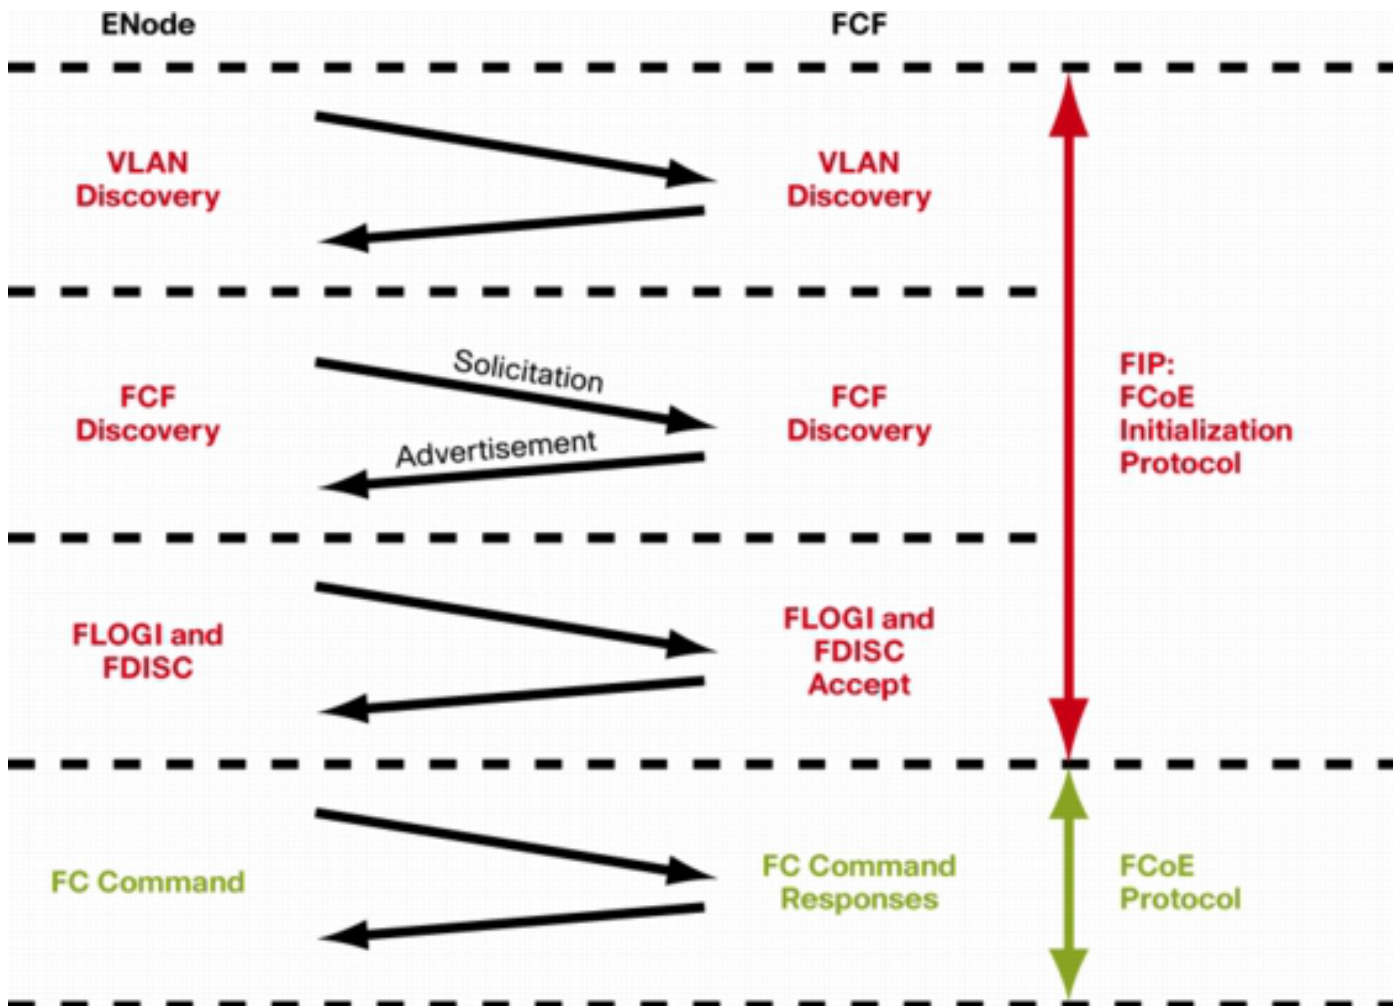 ENode
FCF
VLAN
Discovery
VLAN
Discovery
FCF
Discovery
Solicitation
Advertisement
FCF
Discovery
FIP:
FCoE
Initialization
Protocol
FLOGI and
FDISC
FLOGI and
FDISC
Accept
FC Command
FC Command
Responses
FCoE
Protocol